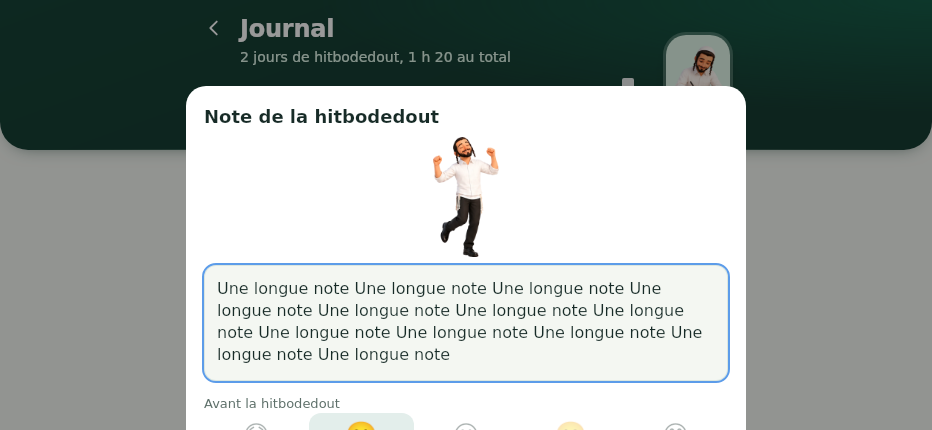 Journal
2 jours de hitbodedout, 1 h 20 au total
Note de la hitbodedout
Une longue note Une longue note Une longue note Une
longue note Une longue note Une longue note Une longue
note Une longue note Une longue note Une longue note Une
longue note Une longue note
Avant la hitbodedout